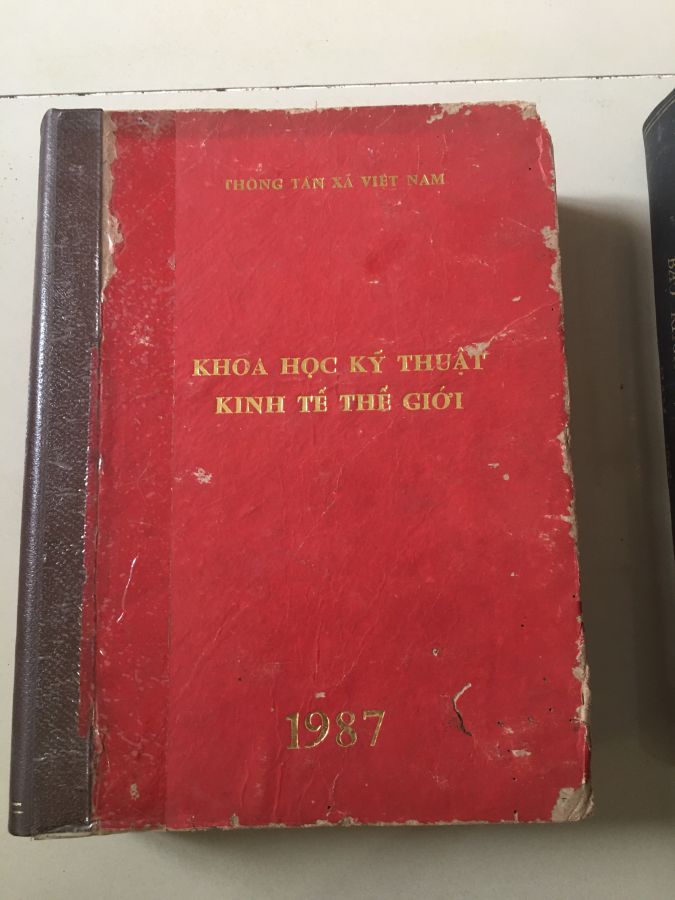 THÔNG TẤN XÃ VIỆT NAM
KHOA HỌC KỸ THUẬT
KINH TẾ THẾ GIỚI
1987